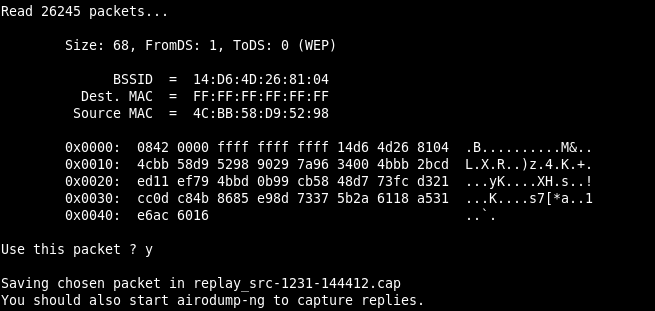 Read 26245 packets...
Size: 68, FromDS: 1, ToDS: 0 (WEP)
BSSID = 14:D6:4D:26:81:04
Dest. MAC = FF:FF:FF:FF:FF:FF
Source MAC = 4C:BB:58:D9:52:98
0x0000: 0842 0000 ffff ffff ffff 14d6 4d26 8104 .B..........M&..
0x0010: 4cbb 58d9 5298 9029 7a96 3400 4bbb 2bcd L.X.R..)z.4.K.+.
0x0020: ed11 ef79 4bbd 0b99 cb58 48d7 73fc d321 ...yK....XH.s..!
0x0030: cc0d c84b 8685 e98d 7337 5b2a 6118 a531 ...K....s7[*a..1
0x0040: e6ac 6016 ..`.
Use this packet ? y
Saving chosen packet in replay_src-1231-144412.cap
You should also start airodump-ng to capture replies.